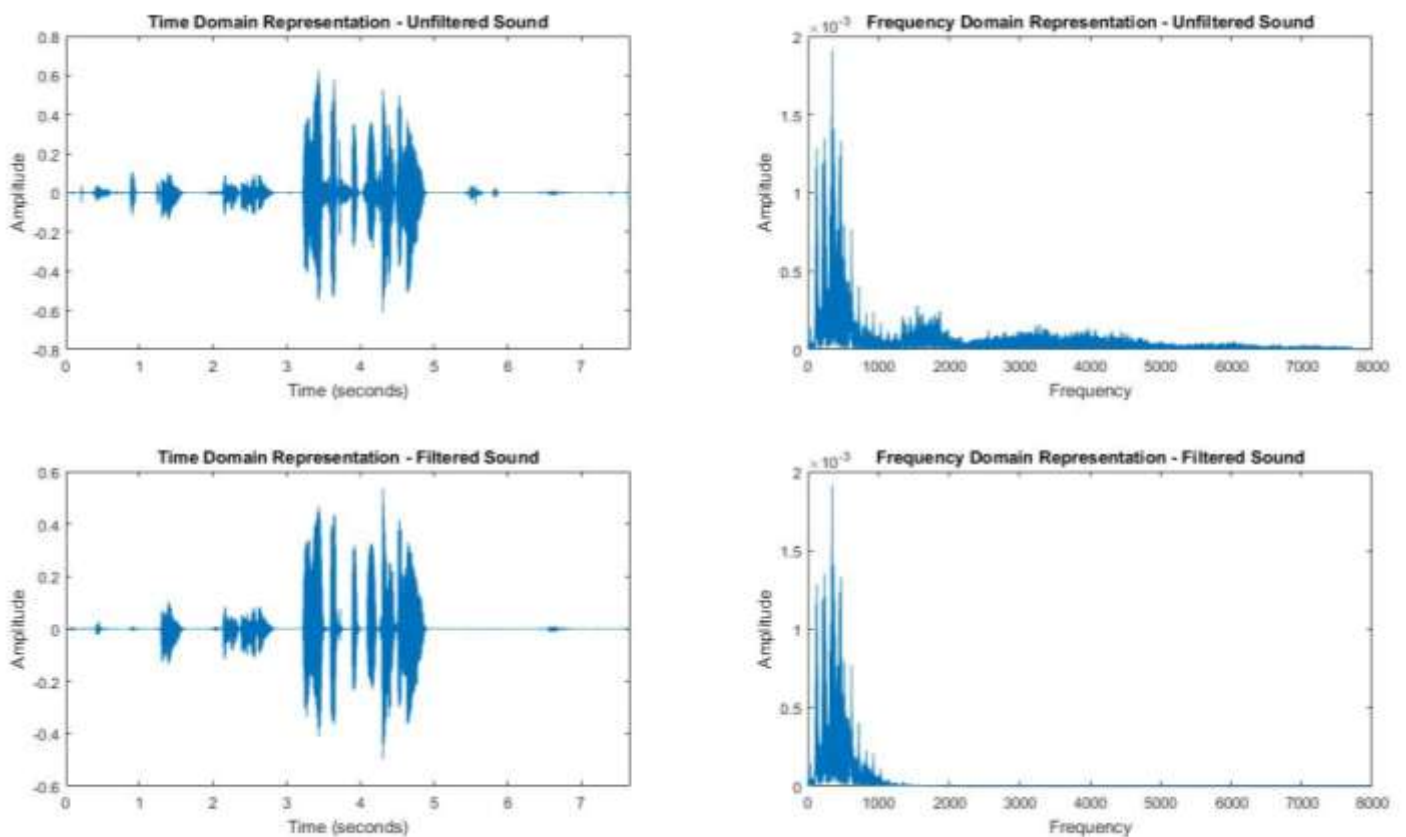 Time Domain Representation - Unfiltered Sound
0.8
0.6
0.4
0.2
0
-0.2
-0.4
-0.6
-0.8
Amplitude
0 1 2 3 4 5 6 7
Time (seconds)
Frequency Domain Representation - Unfiltered Sound
×10⁻³
2
1.5
1
0.5
0
Amplitude
0 1000 2000 3000 4000 5000 6000 7000 8000
Frequency
Time Domain Representation - Filtered Sound
0.6
0.4
0.2
0
-0.2
-0.4
-0.6
Amplitude
0 1 2 3 4 5 6 7
Time (seconds)
Frequency Domain Representation - Filtered Sound
×10⁻³
2
1.5
1
0.5
0
Amplitude
0 1000 2000 3000 4000 5000 6000 7000 8000
Frequency